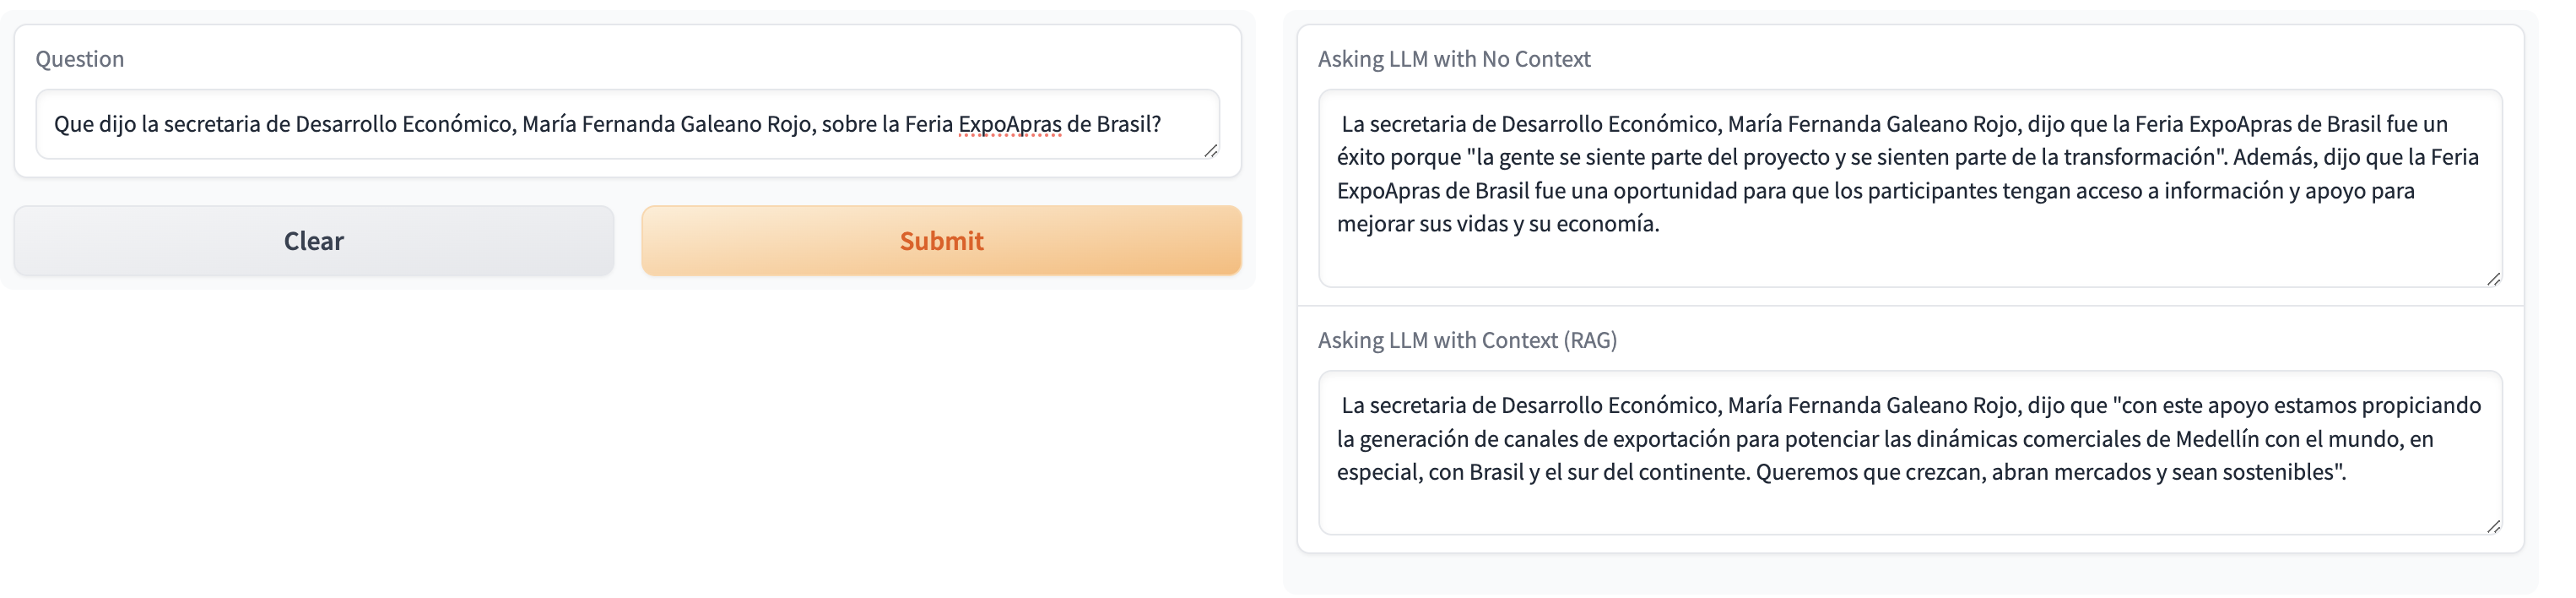 Question
Que dijo la secretaria de Desarrollo Económico, María Fernanda Galeano Rojo, sobre la Feria ExpoApras de Brasil?
Clear
Submit
Asking LLM with No Context
La secretaria de Desarrollo Económico, María Fernanda Galeano Rojo, dijo que la Feria ExpoApras de Brasil fue un
éxito porque "la gente se siente parte del proyecto y se sienten parte de la transformación". Además, dijo que la Feria
ExpoApras de Brasil fue una oportunidad para que los participantes tengan acceso a información y apoyo para
mejorar sus vidas y su economía.
Asking LLM with Context (RAG)
La secretaria de Desarrollo Económico, María Fernanda Galeano Rojo, dijo que "con este apoyo estamos propiciando
la generación de canales de exportación para potenciar las dinámicas comerciales de Medellín con el mundo, en
especial, con Brasil y el sur del continente. Queremos que crezcan, abran mercados y sean sostenibles".